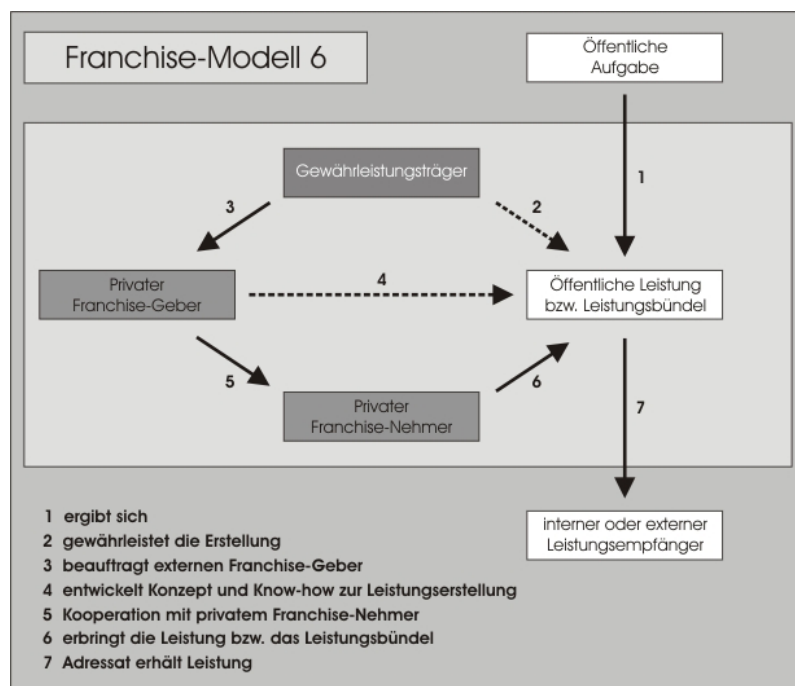 Franchise-Modell 6
Öffentliche
Aufgabe
1
Gewährleistungsträger
3
2
Privater
Franchise-Geber
4
Öffentliche Leistung
bzw. Leistungsbündel
5
6
Privater
Franchise-Nehmer
7
interner oder externer
Leistungsempfänger
1 ergibt sich
2 gewährleistet die Erstellung
3 beauftragt externen Franchise-Geber
4 entwickelt Konzept und Know-how zur Leistungserstellung
5 Kooperation mit privatem Franchise-Nehmer
6 erbringt die Leistung bzw. das Leistungsbündel
7 Adressat erhält Leistung